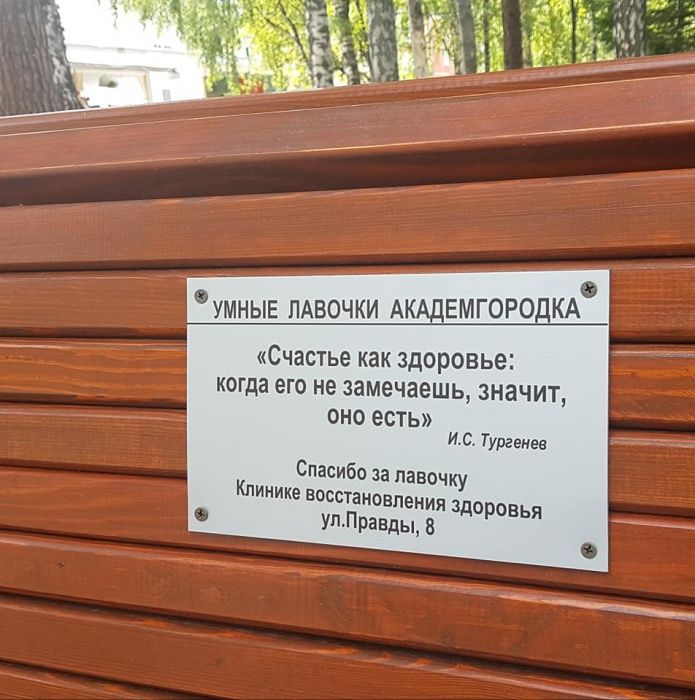 УМНЫЕ ЛАВОЧКИ АКАДЕМГОРОДКА
«Счастье как здоровье:
когда его не замечаешь, значит,
оно есть»
И.С. Тургенев
Спасибо за лавочку
Клинике восстановления здоровья
ул.Правды, 8